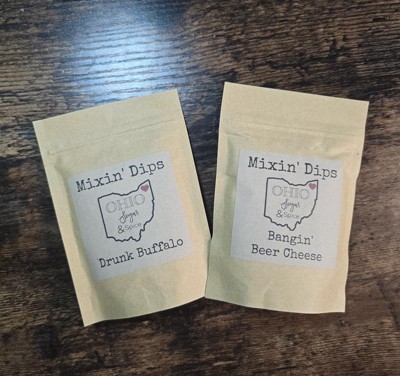 Mixin' Dips
OHIO
Sugar
&Spice
Drunk Buffalo
Mixin' Dips
OHIO
Sugar
&Spice
Bangin'
Beer Cheese